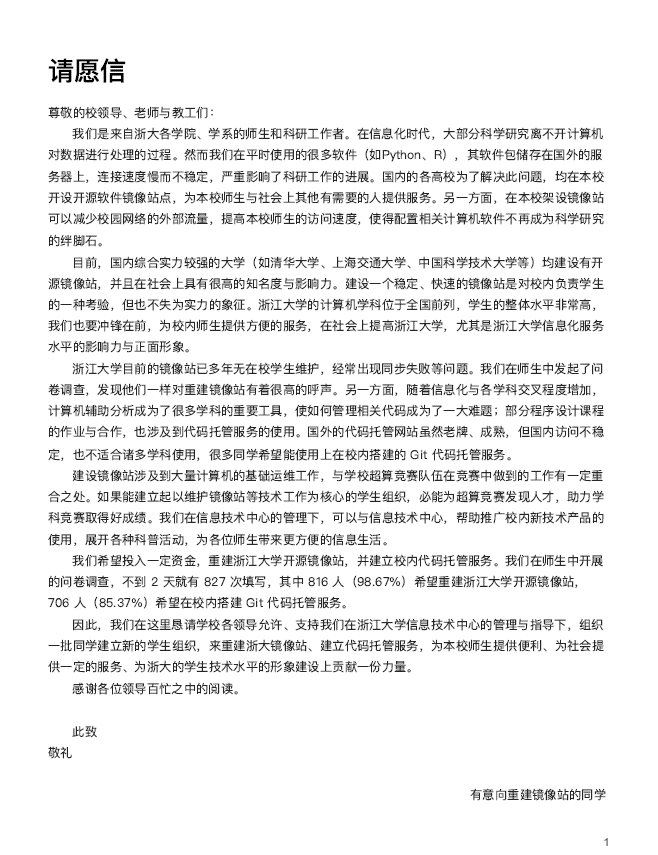 请愿信
尊敬的校领导、老师与教工们：
我们是来自浙大各学院、学系的师生和科研工作者。在信息化时代，大部分科学研究离不开计算机
对数据进行处理的过程。然而我们在平时使用的很多软件（如Python、R），其软件包储存在国外的服
务器上，连接速度慢而不稳定，严重影响了科研工作的进展。国内的各高校为了解决此问题，均在本校
开设开源软件镜像站点，为本校师生与社会上其他有需要的人提供服务。另一方面，在本校架设镜像站
可以减少校园网络的外部流量，提高本校师生的访问速度，使得配置相关计算机软件不再成为科学研究
的绊脚石。
目前，国内综合实力较强的大学（如清华大学、上海交通大学、中国科学技术大学等）均建设有开
源镜像站，并且在社会上具有很高的知名度与影响力。建设一个稳定、快速的镜像站是对校内负责学生
的一种考验，但也不失为实力的象征。浙江大学的计算机学科位于全国前列，学生的整体水平非常高，
我们也要冲锋在前，为校内师生提供方便的服务，在社会上提高浙江大学，尤其是浙江大学信息化服务
水平的影响力与正面形象。
浙江大学目前的镜像站已多年无在校学生维护，经常出现同步失败等问题。我们在师生中发起了问
卷调查，发现他们一样对重建镜像站有着很高的呼声。另一方面，随着信息化与各学科交叉程度增加，
计算机辅助分析成为了很多学科的重要工具，使如何管理相关代码成为了一大难题；部分程序设计课程
的作业与合作，也涉及到代码托管服务的使用。国外的代码托管网站虽然老牌、成熟，但国内访问不稳
定，也不适合诸多学科使用，很多同学希望能使用上在校内搭建的 Git 代码托管服务。
建设镜像站涉及到大量计算机的基础运维工作，与学校超算竞赛队伍在竞赛中做到的工作有一定重
合之处。如果能建立起以维护镜像站等技术工作为核心的学生组织，必能为超算竞赛发现人才，助力学
科竞赛取得好成绩。我们在信息技术中心的管理下，可以与信息技术中心，帮助推广校内新技术产品的
使用，展开各种科普活动，为各位师生带来更方便的信息生活。
我们希望投入一定资金，重建浙江大学开源镜像站，并建立校内代码托管服务。我们在师生中开展
的问卷调查，不到 2 天就有 827 次填写，其中 816 人（98.67%）希望重建浙江大学开源镜像站，
706 人（85.37%）希望在校内搭建 Git 代码托管服务。
因此，我们在这里恳请学校各领导允许、支持我们在浙江大学信息技术中心的管理与指导下，组织
一批同学建立新的学生组织，来重建浙大镜像站、建立代码托管服务，为本校师生提供便利、为社会提
供一定的服务、为浙大的学生技术水平的形象建设上贡献一份力量。
感谢各位领导百忙之中的阅读。
此致
敬礼
有意向重建镜像站的同学
1